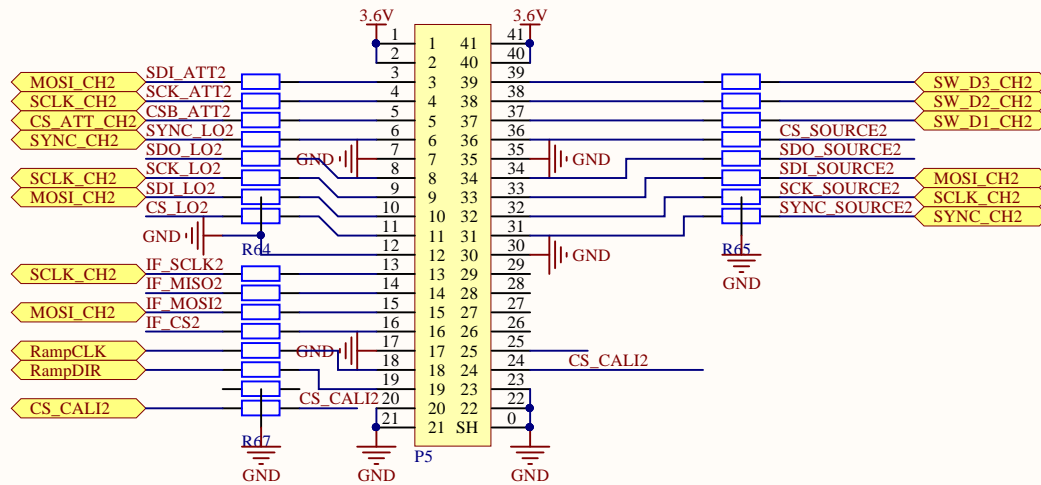 3.6V 3.6V
1 1 41 41
2 2 40 40
MOSI_CH2 SDI_ATT2 3 3 39 39 SW_D3_CH2
SCLK_CH2 SCK_ATT2 4 4 38 38 SW_D2_CH2
CS_ATT_CH2 CSB_ATT2 5 5 37 37 SW_D1_CH2
SYNC_CH2 SYNC_LO2 6 6 36 36 CS_SOURCE2
SDO_LO2 GND 7 7 35 35 GND SDO_SOURCE2
SCLK_CH2 SCK_LO2 8 8 34 34 SDI_SOURCE2 MOSI_CH2
MOSI_CH2 SDI_LO2 9 9 33 33 SCK_SOURCE2 SCLK_CH2
CS_LO2 10 10 32 32 SYNC_SOURCE2 SYNC_CH2
GND R64 11 11 31 31 R65
12 12 30 30 GND
SCLK_CH2 IF_SCLK2 13 13 29 29 GND
IF_MISO2 14 14 28 28
MOSI_CH2 IF_MOSI2 15 15 27 27
IF_CS2 16 16 26 26
RampCLK GND 17 17 25 25 CS_CALI2
RampDIR 18 18 24 24
19 19 23 23
CS_CALI2 CS_CALI2 20 20 22 22
R67 21 21 SH 0
GND GND P5 GND